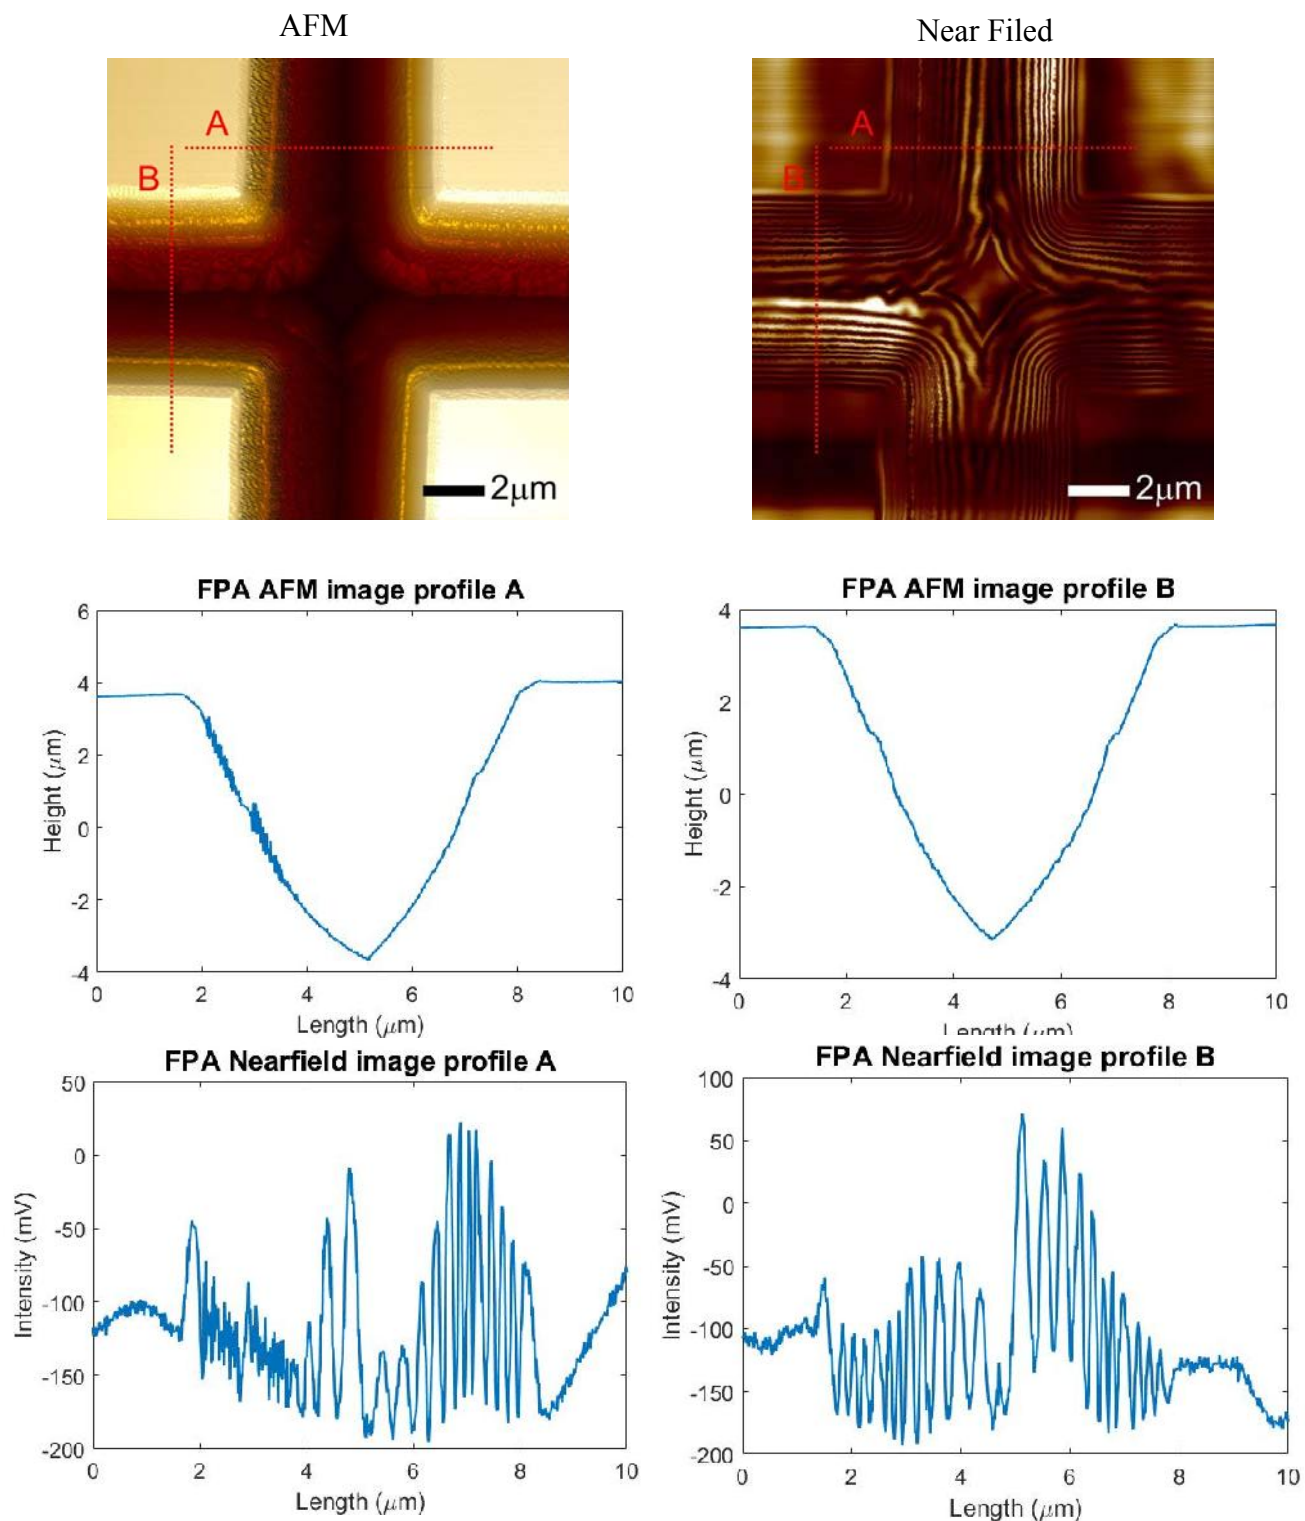 AFM
Near Filed
A
B
2μm
A
B
2μm
FPA AFM image profile A
6
4
2
0
-2
-4
Height (μm)
0 2 4 6 8 10
Length (μm)
FPA AFM image profile B
4
2
0
-2
-4
Height (μm)
0 2 4 6 8 10
Length (μm)
FPA Nearfield image profile A
50
0
-50
-100
-150
-200
Intensity (mV)
0 2 4 6 8 10
Length (μm)
FPA Nearfield image profile B
100
50
0
-50
-100
-150
-200
Intensity (mV)
0 2 4 6 8 10
Length (μm)